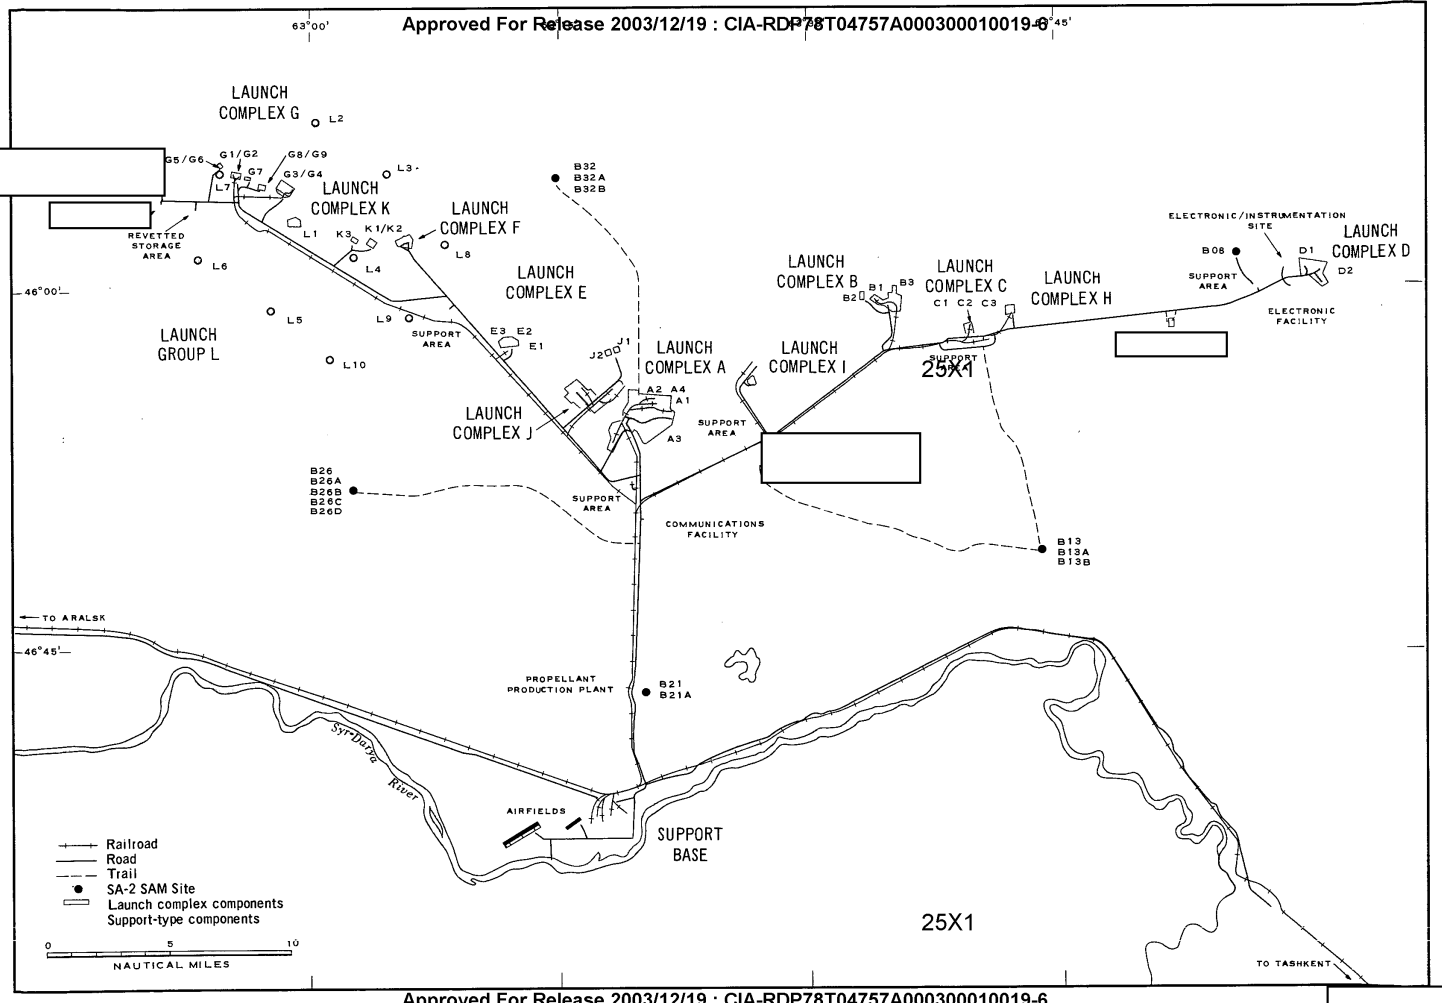 Approved For Release 2003/12/19 : CIA-RDP78T04757A000300010019-6
63°00'
45'
LAUNCH
COMPLEX G
L2
G5/G6
G1/G2
G8/G9
G7
G3/G4
L7
L3
LAUNCH
COMPLEX K
K3
K1/K2
L1
L4
LAUNCH
COMPLEX F
L8
REVETTED
STORAGE
AREA
L6
B32
B32A
B32B
LAUNCH
COMPLEX E
ELECTRONIC/INSTRUMENTATION
SITE
B08
SUPPORT
AREA
D1
LAUNCH
COMPLEX D
D2
ELECTRONIC
FACILITY
LAUNCH
COMPLEX B
B1
B3
B2
LAUNCH
COMPLEX C
C1 C2 C3
LAUNCH
COMPLEX H
46°00'
L5
L9
LAUNCH
GROUP L
L10
SUPPORT
AREA
E3 E2
E1
J1
J2
LAUNCH
COMPLEX A
A2 A4
A1
A3
LAUNCH
COMPLEX I
SUPPORT
25X1
LAUNCH
COMPLEX J
SUPPORT
AREA
B26
B26A
B26B
B26C
B26D
SUPPORT
AREA
COMMUNICATIONS
FACILITY
B13
B13A
B13B
TO ARALSK
46°45'
PROPELLANT
PRODUCTION PLANT
B21
B21A
Syr-Darya
River
AIRFIELDS
SUPPORT
BASE
Railroad
Road
Trail
SA-2 SAM Site
Launch complex components
Support-type components
0 5 10
NAUTICAL MILES
25X1
TO TASHKENT
Approved For Release 2003/12/19 : CIA-RDP78T04757A000300010019-6